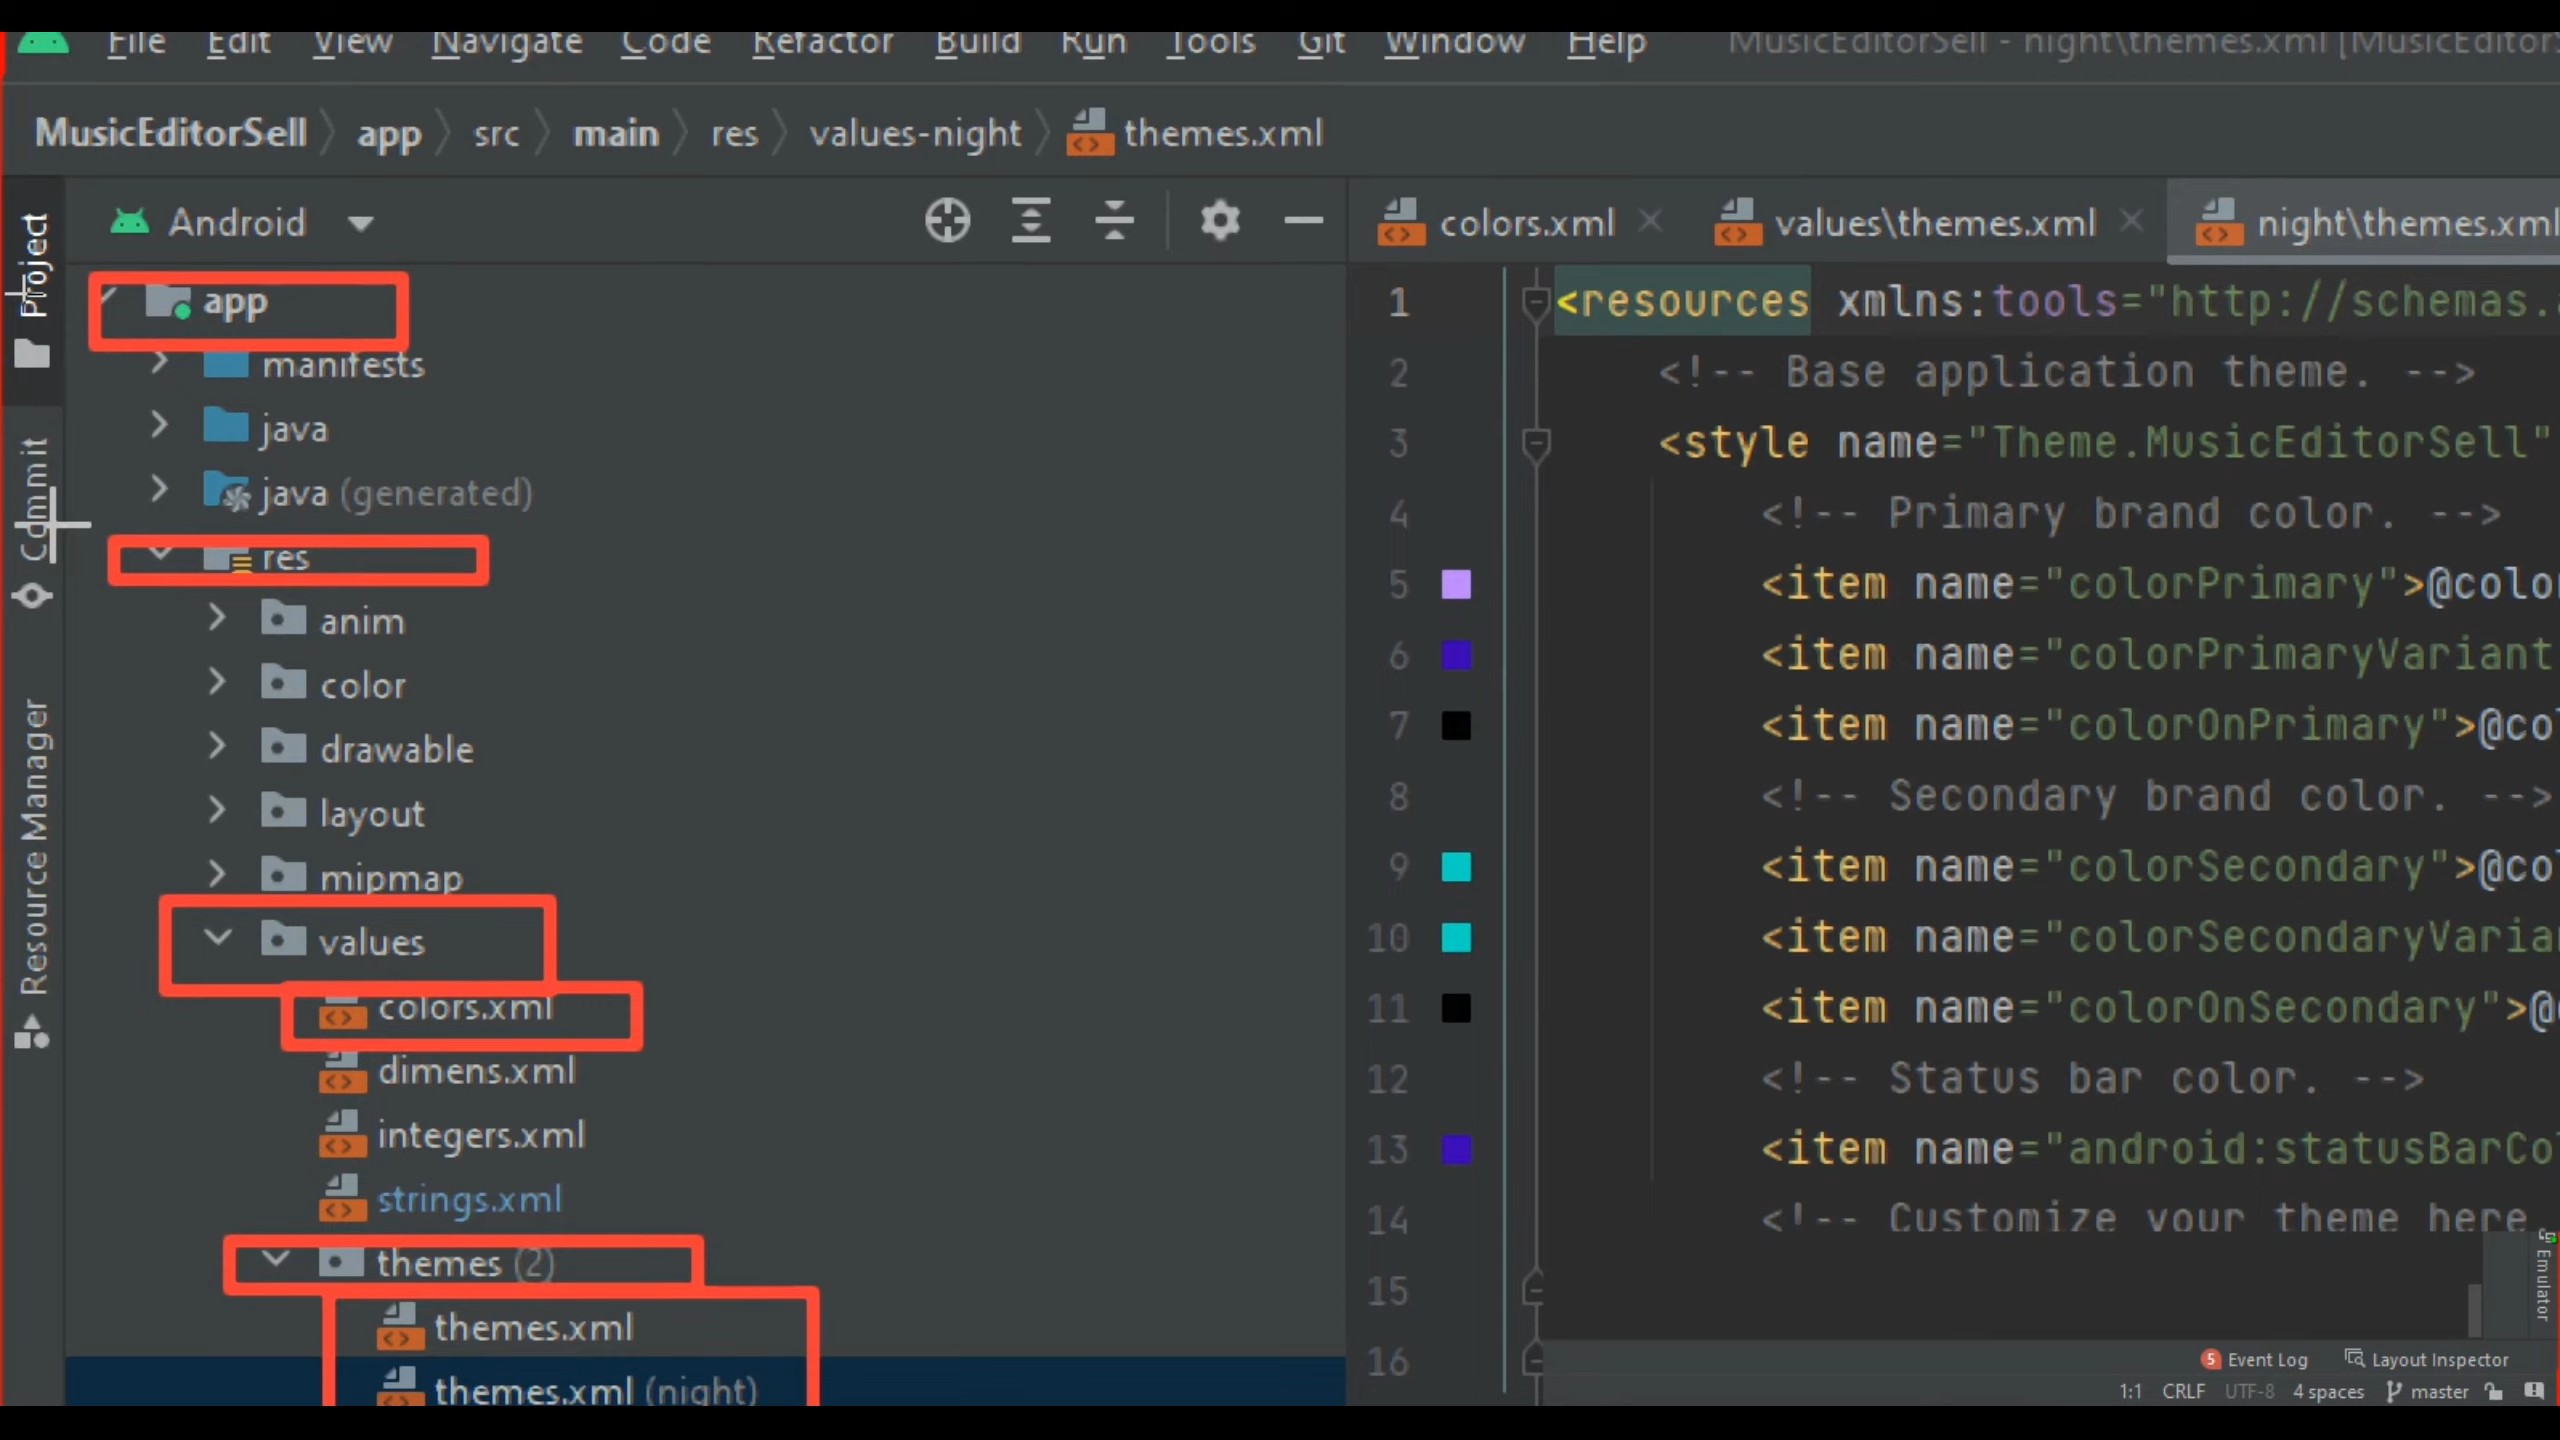 File Edit View Navigate Code Refactor Build Run Tools Git Window Help MusicEditorSell - night\themes.xml [MusicEditorS
MusicEditorSell app src main res values-night themes.xml
Project
Commit
Resource Manager
Android
app
manifests
java
java (generated)
res
anim
color
drawable
layout
mipmap
values
colors.xml
dimens.xml
integers.xml
strings.xml
themes (2)
themes.xml
themes.xml (night)
colors.xml values\themes.xml night\themes.xml
1 <resources xmlns:tools="http://schemas.
2 <!-- Base application theme. -->
3 <style name="Theme.MusicEditorSell"
4 <!-- Primary brand color. -->
5 <item name="colorPrimary">@color
6 <item name="colorPrimaryVariant
7 <item name="colorOnPrimary">@co
8 <!-- Secondary brand color. -->
9 <item name="colorSecondary">@co
10 <item name="colorSecondaryVaria
11 <item name="colorOnSecondary">@
12 <!-- Status bar color. -->
13 <item name="android:statusBarCo
14 <!-- Customize your theme here
15
16
Emulator
5 Event Log Layout Inspector
1:1 CRLF UTF-8 4 spaces master